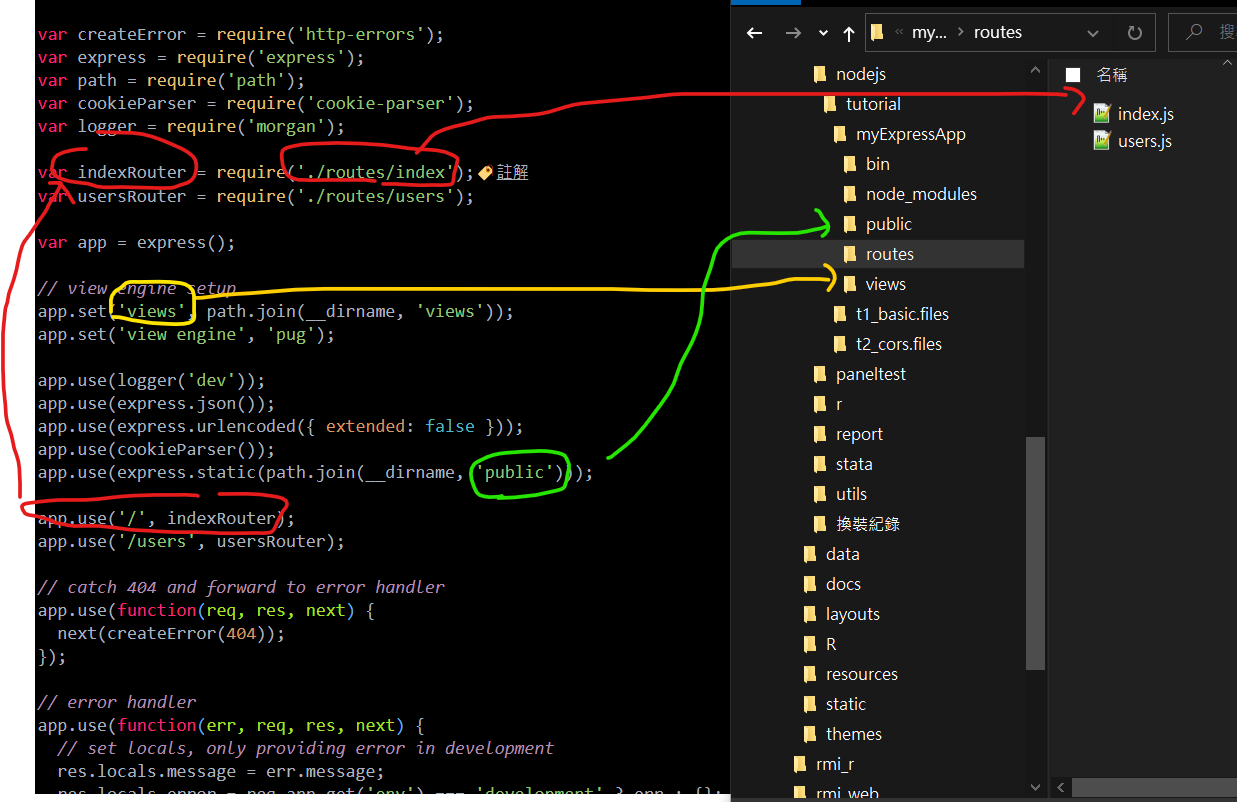 var createError = require('http-errors');
var express = require('express');
var path = require('path');
var cookieParser = require('cookie-parser');
var logger = require('morgan');
var indexRouter = require('./routes/index');註解
var usersRouter = require('./routes/users');
var app = express();
// view engine setup
app.set('views', path.join(__dirname, 'views'));
app.set('view engine', 'pug');
app.use(logger('dev'));
app.use(express.json());
app.use(express.urlencoded({ extended: false }));
app.use(cookieParser());
app.use(express.static(path.join(__dirname, 'public')));
app.use('/', indexRouter);
app.use('/users', usersRouter);
// catch 404 and forward to error handler
app.use(function(req, res, next) {
  next(createError(404));
});
// error handler
app.use(function(err, req, res, next) {
  // set locals, only providing error in development
  res.locals.message = err.message;
  res.locals.error = req.app.get('env') === 'development' ? err : {};
« my... > routes
搜
nodejs
tutorial
myExpressApp
bin
node_modules
public
routes
views
t1_basic.files
t2_cors.files
paneltest
r
report
stata
utils
換裝紀錄
data
docs
layouts
R
resources
static
themes
rmi_r
rmi_web
名稱
index.js
users.js